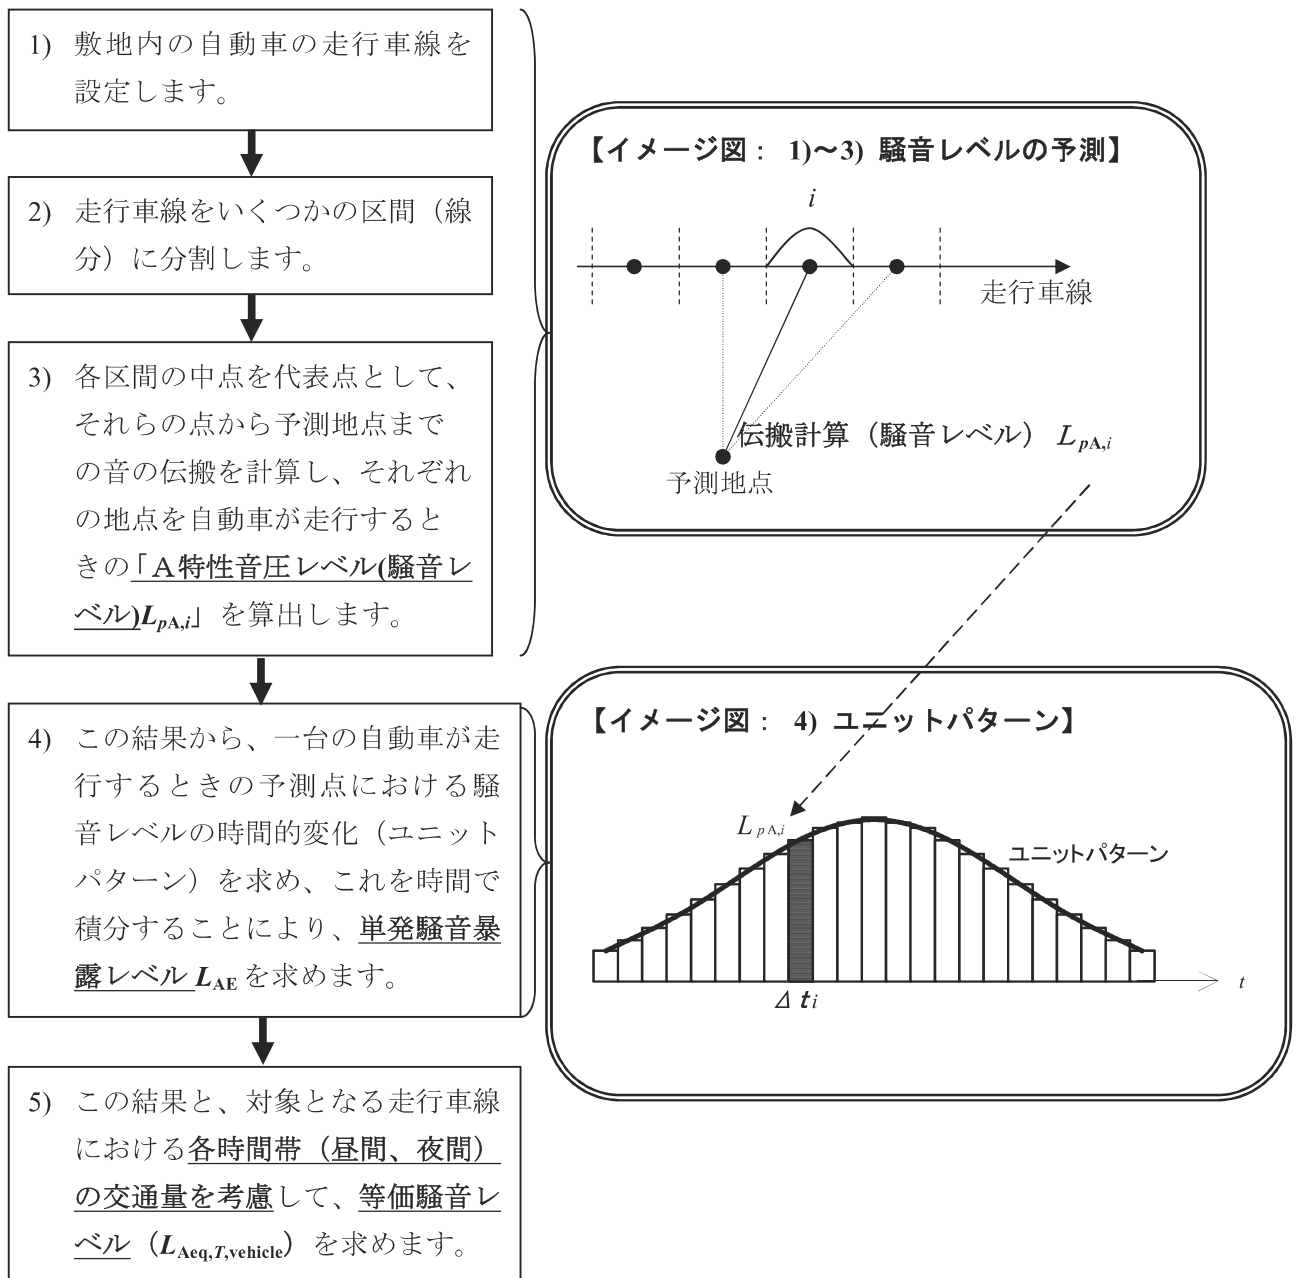 1) 敷地内の自動車の走行車線を
設定します。
2) 走行車線をいくつかの区間（線
分）に分割します。
3) 各区間の中点を代表点として、
それらの点から予測地点まで
の音の伝搬を計算し、それぞれ
の地点を自動車が走行すると
きの「Ａ特性音圧レベル(騒音レ
ベル)LpA,i」を算出します。
【イメージ図： 1)～3) 騒音レベルの予測】
i
走行車線
伝搬計算（騒音レベル） LpA,i
予測地点
4) この結果から、一台の自動車が走
行するときの予測点における騒
音レベルの時間的変化（ユニット
パターン）を求め、これを時間で
積分することにより、単発騒音暴
露レベル LAE を求めます。
【イメージ図： 4) ユニットパターン】
LpA,i
ユニットパターン
Δti
t
5) この結果と、対象となる走行車線
における各時間帯（昼間、夜間）
の交通量を考慮して、等価騒音レ
ベル（LAeq,T,vehicle）を求めます。